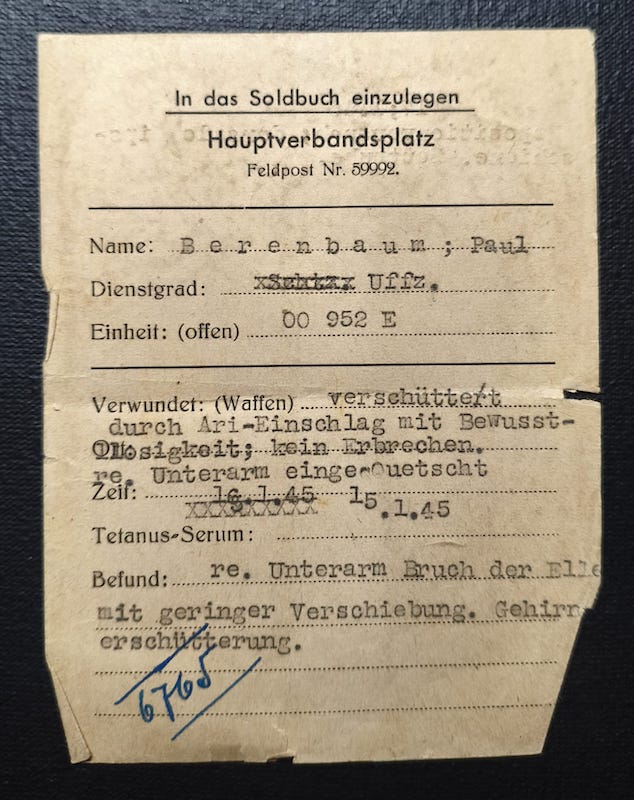 In das Soldbuch einzulegen
Hauptverbandsplatz
Feldpost Nr. 59992.
Name: Berenbaum; Paul
Dienstgrad: Uffz.
Einheit: (offen) 00 952 E
Verwundet: (Waffen) verschüttert
durch Ari-Einschlag mit Bewusst-
losigkeit; kein Erbrechen.
re. Unterarm einge-Quetscht
Zeit: 16.1.45 15.1.45
Tetanus-Serum:
Befund: re. Unterarm Bruch der Elle
mit geringer Verschiebung. Gehirn
erschütterung.
6765